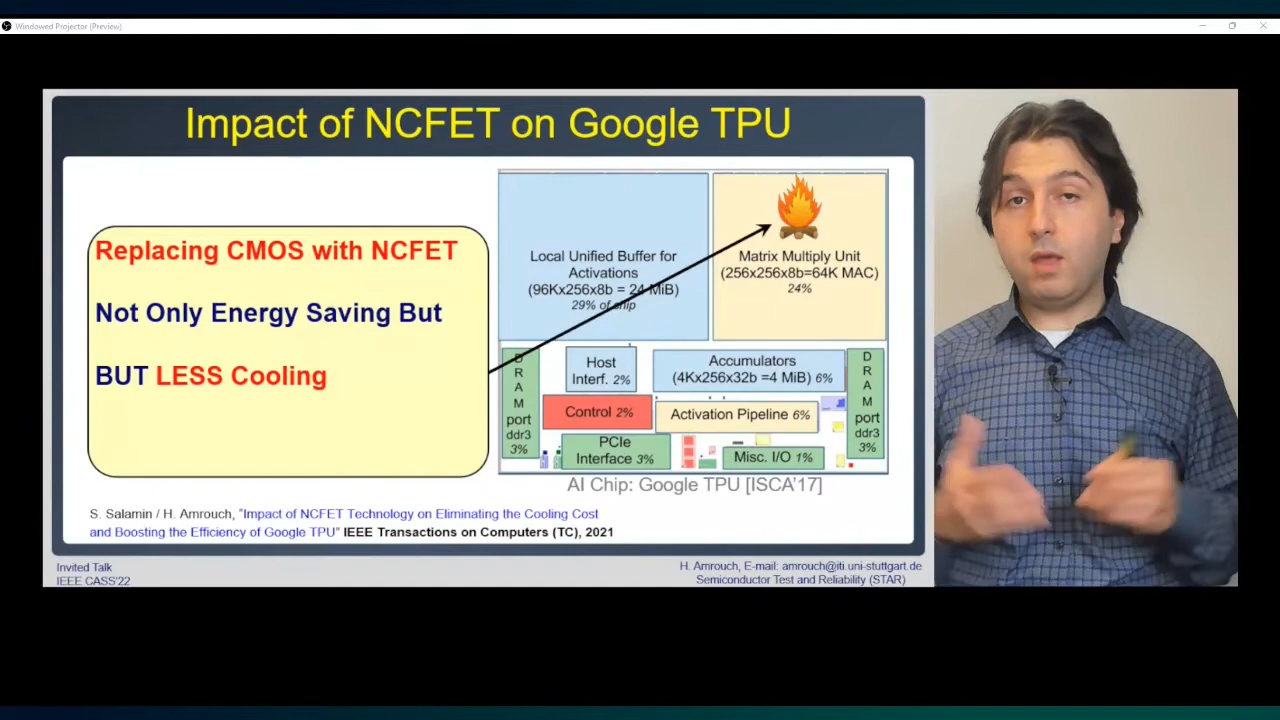 Windowed Projector (Preview)
Impact of NCFET on Google TPU
Replacing CMOS with NCFET
Not Only Energy Saving But
BUT LESS Cooling
Local Unified Buffer for
Activations
(96Kx256x8b = 24 MiB)
29% of chip
Matrix Multiply Unit
(256x256x8b=64K MAC)
24%
DRAM
port
ddr3
3%
Host
Interf. 2%
Accumulators
(4Kx256x32b =4 MiB) 6%
DRAM
port
ddr3
3%
Control 2%
Activation Pipeline 6%
PCIe
Interface 3%
Misc. I/O 1%
AI Chip: Google TPU [ISCA'17]
S. Salamin / H. Amrouch, "Impact of NCFET Technology on Eliminating the Cooling Cost
and Boosting the Efficiency of Google TPU" IEEE Transactions on Computers (TC), 2021
Invited Talk
IEEE CASS'22
H. Amrouch, E-mail: amrouch@iti.uni-stuttgart.de
Semiconductor Test and Reliability (STAR)